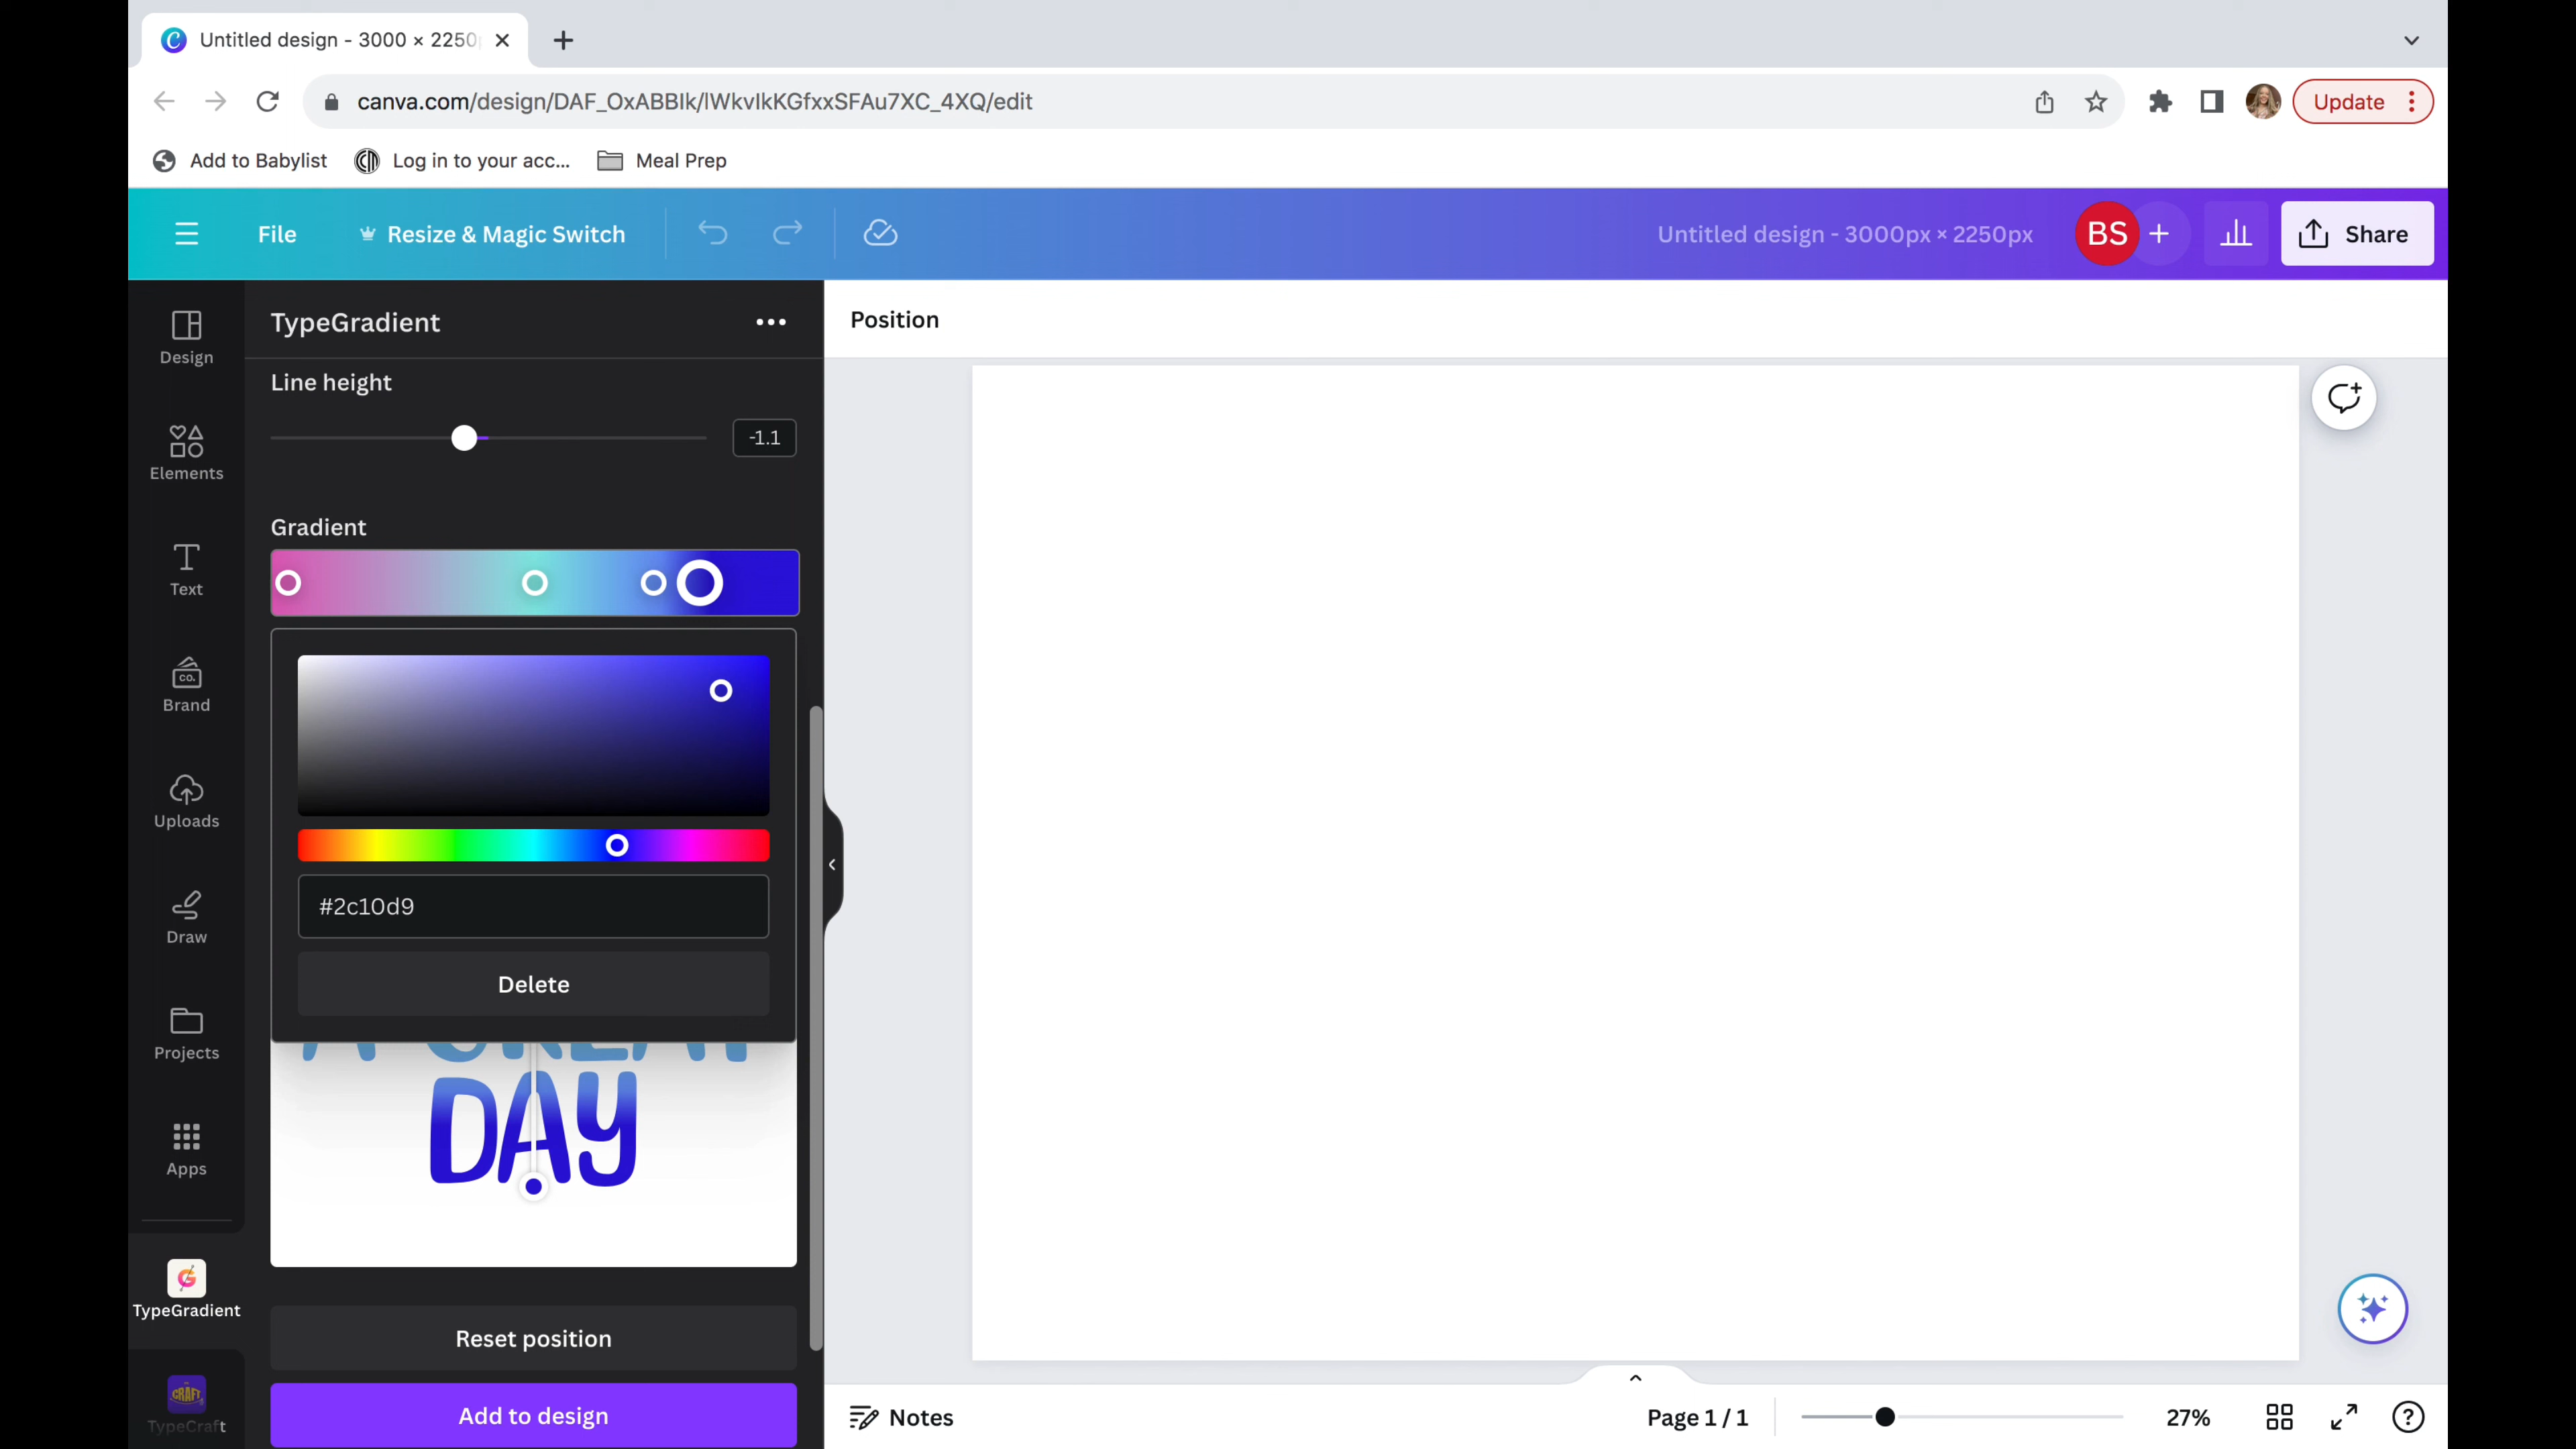 Untitled design - 3000 × 2250
canva.com/design/DAF_OxABBIk/lWkvIkKGfxxSFAu7XC_4XQ/edit
Update
Add to Babylist
Log in to your acc...
Meal Prep
File
Resize & Magic Switch
Untitled design - 3000px × 2250px
BS
Share
Design
Elements
Text
CO.
Brand
Uploads
Draw
Projects
Apps
TypeGradient
CRAFT
TypeCraft
TypeGradient
Line height
-1.1
Gradient
#2c10d9
Delete
A GREAT
DAY
Reset position
Add to design
Position
Notes
Page 1 / 1
27%